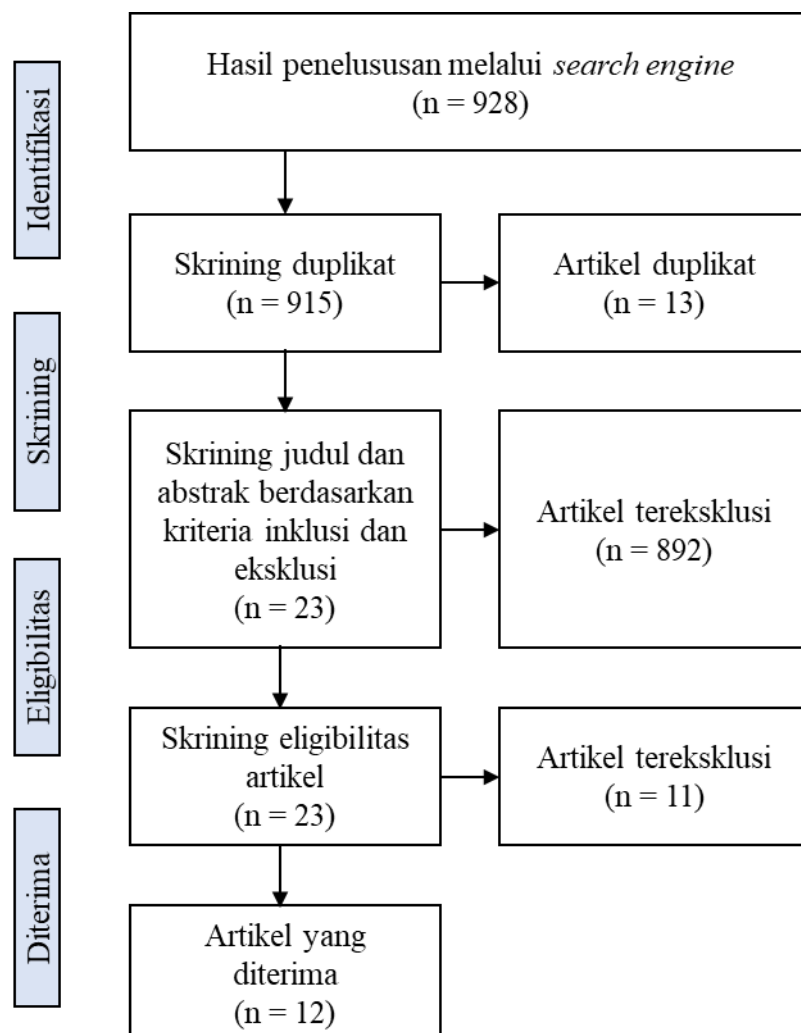 Identifikasi
Hasil penelususan melalui search engine
(n = 928)
Skrining duplikat
(n = 915)
Artikel duplikat
(n = 13)
Skrining
Skrining judul dan
abstrak berdasarkan
kriteria inklusi dan
eksklusi
(n = 23)
Artikel tereksklusi
(n = 892)
Eligibilitas
Skrining eligibilitas
artikel
(n = 23)
Artikel tereksklusi
(n = 11)
Diterima
Artikel yang
diterima
(n = 12)